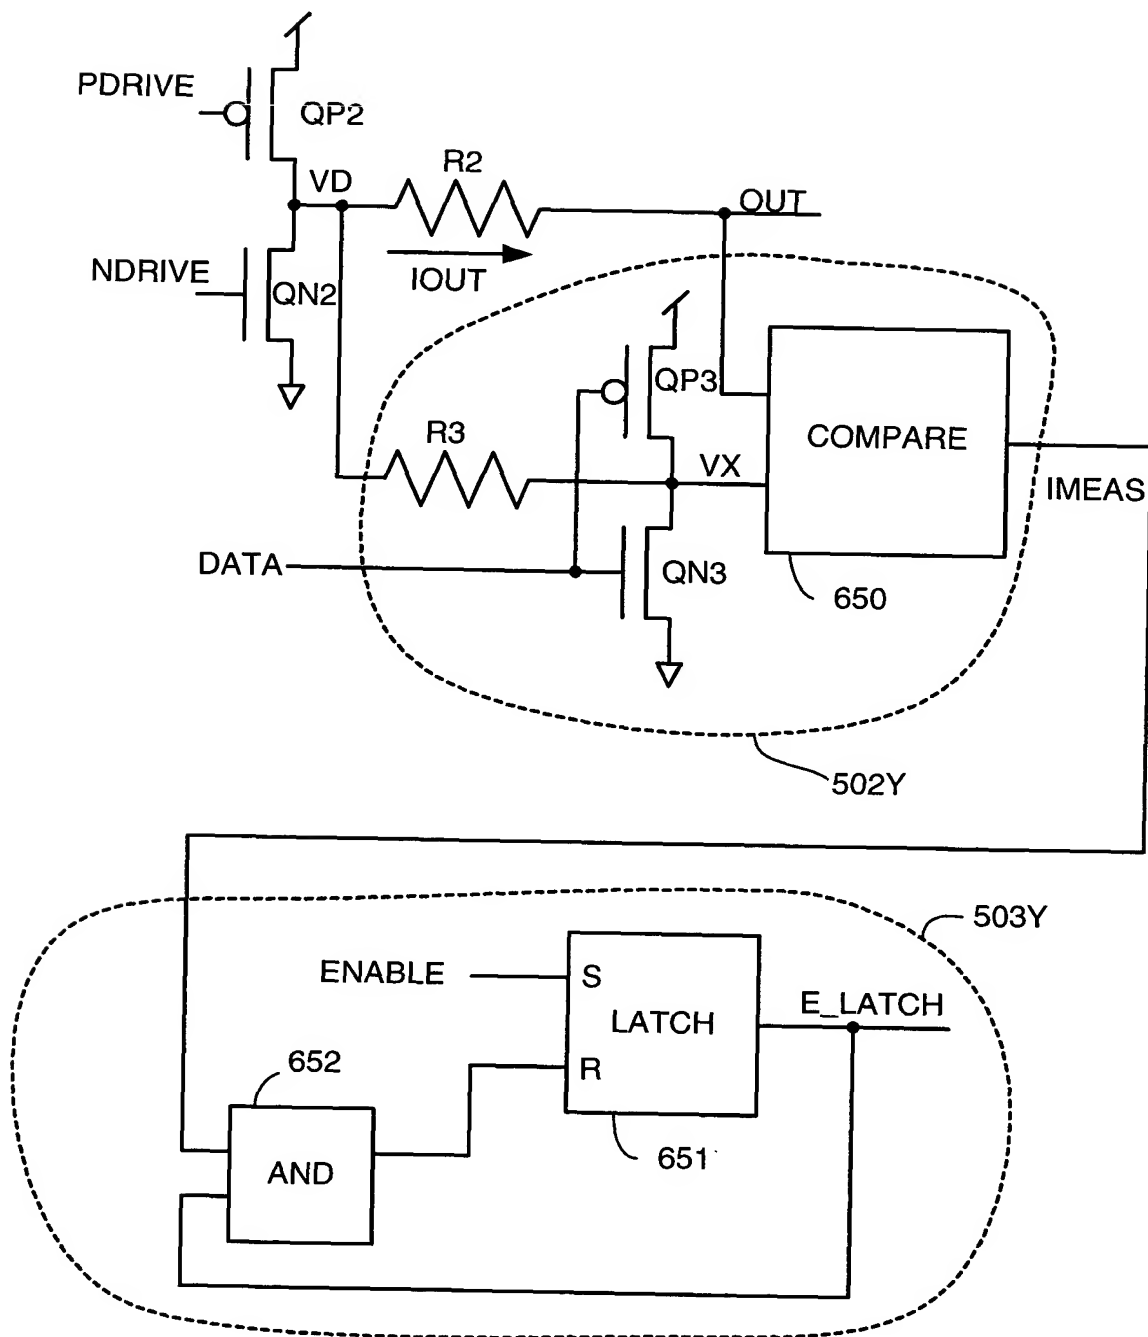 PDRIVE
QP2
VD
R2
OUT
NDRIVE
QN2
IOUT
QP3
R3
VX
COMPARE
IMEAS
DATA
QN3
650
502Y
503Y
ENABLE
S
E_LATCH
LATCH
652
R
651
AND